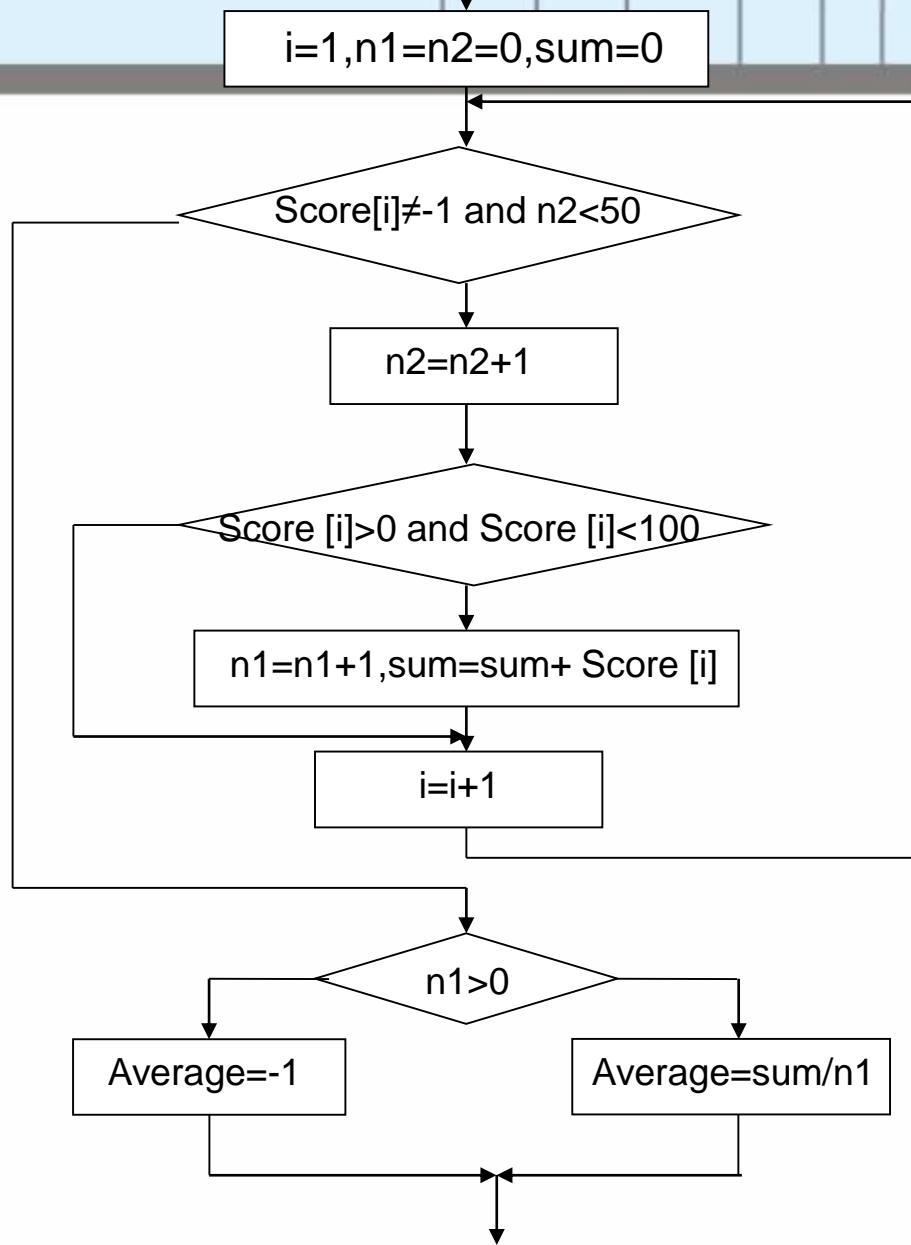 i=1,n1=n2=0,sum=0
Score[i]≠-1 and n2<50
n2=n2+1
Score [i]>0 and Score [i]<100
n1=n1+1,sum=sum+ Score [i]
i=i+1
n1>0
Average=-1
Average=sum/n1